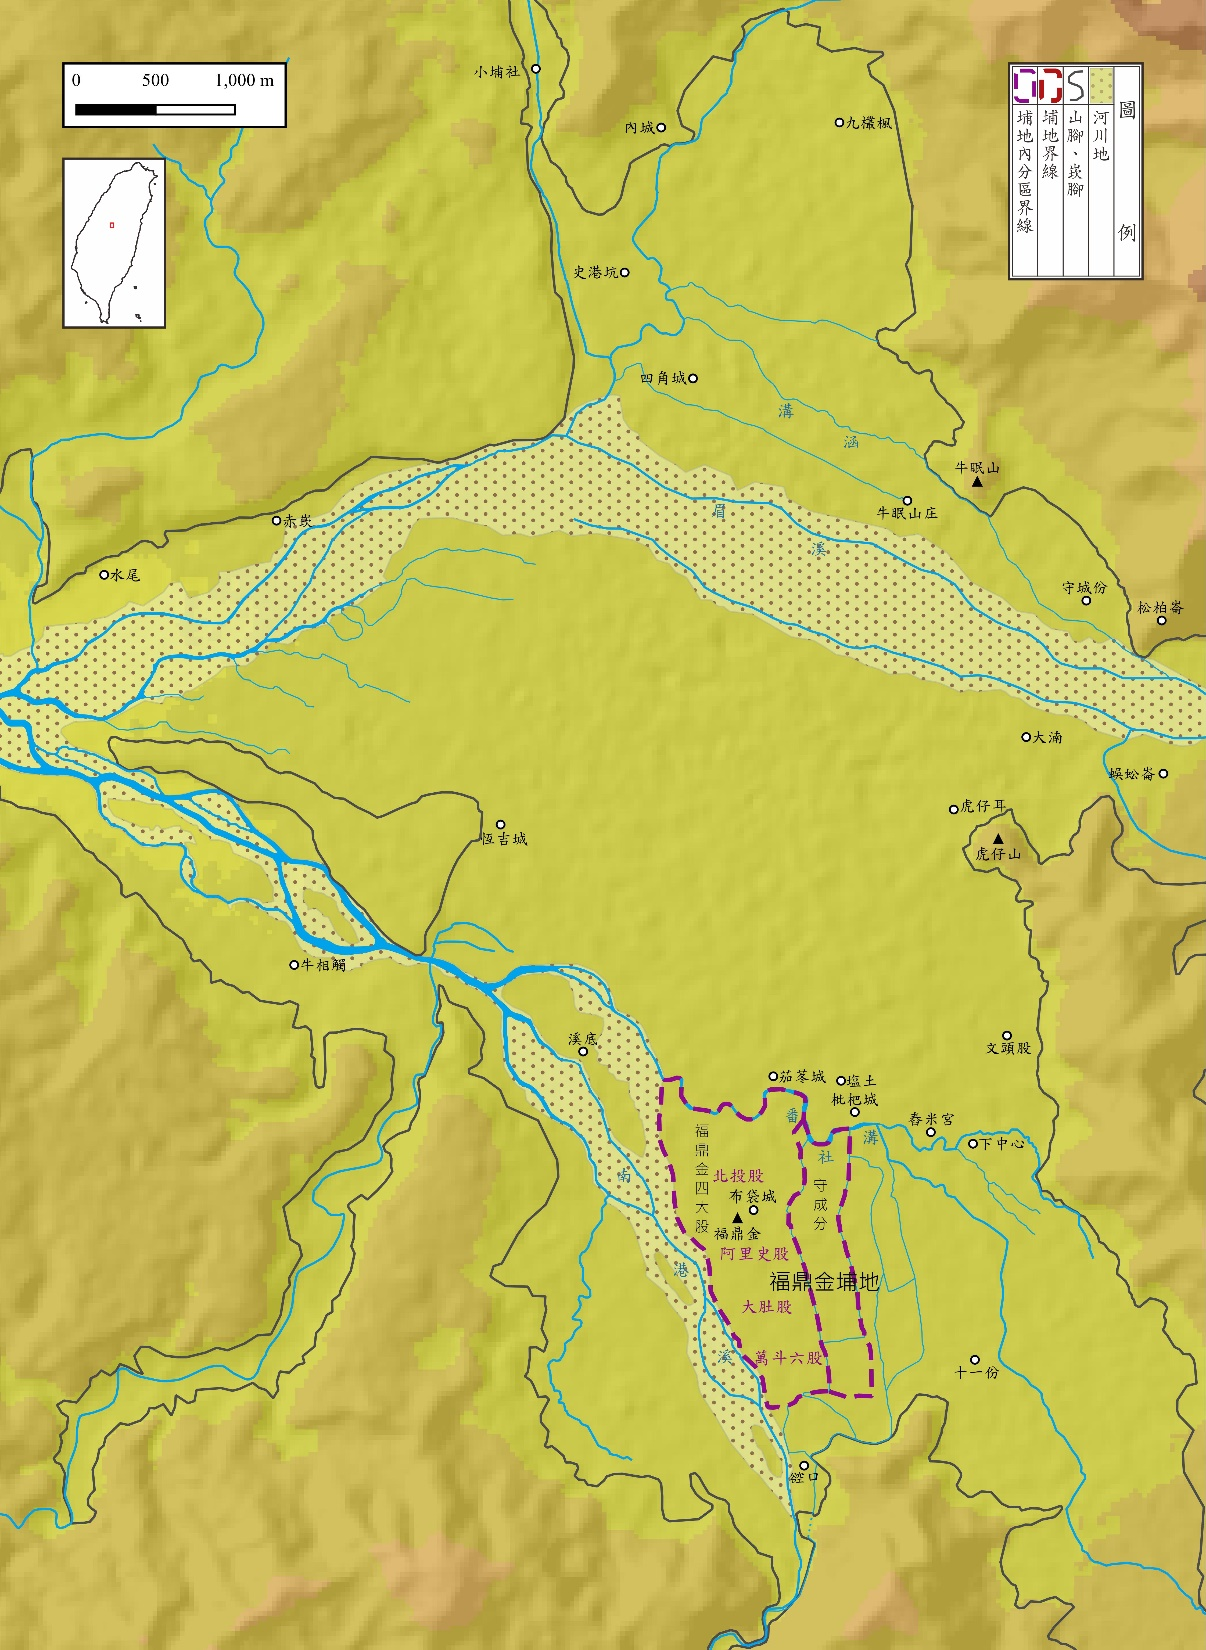 0 500 1,000 m
圖例
河川地
山腳、崁腳
埔地界線
埔地內分區界線
小埔社
內城
九欉楓
史港坑
四角城
溝
涵
牛眠山
牛眠山庄
眉
溪
赤崁
水尾
守城份
松柏崙
大湳
蜈蚣崙
虎仔耳
虎仔山
恆吉城
牛相觸
溪底
文頭股
茄苳城
塩土
枇杷城
舂米宮
下中心
番
社
溝
福鼎金四大股
北投股
守成分
布袋城
福鼎金
阿里史股
福鼎金埔地
大肚股
萬斗六股
南
港
溪
十一份